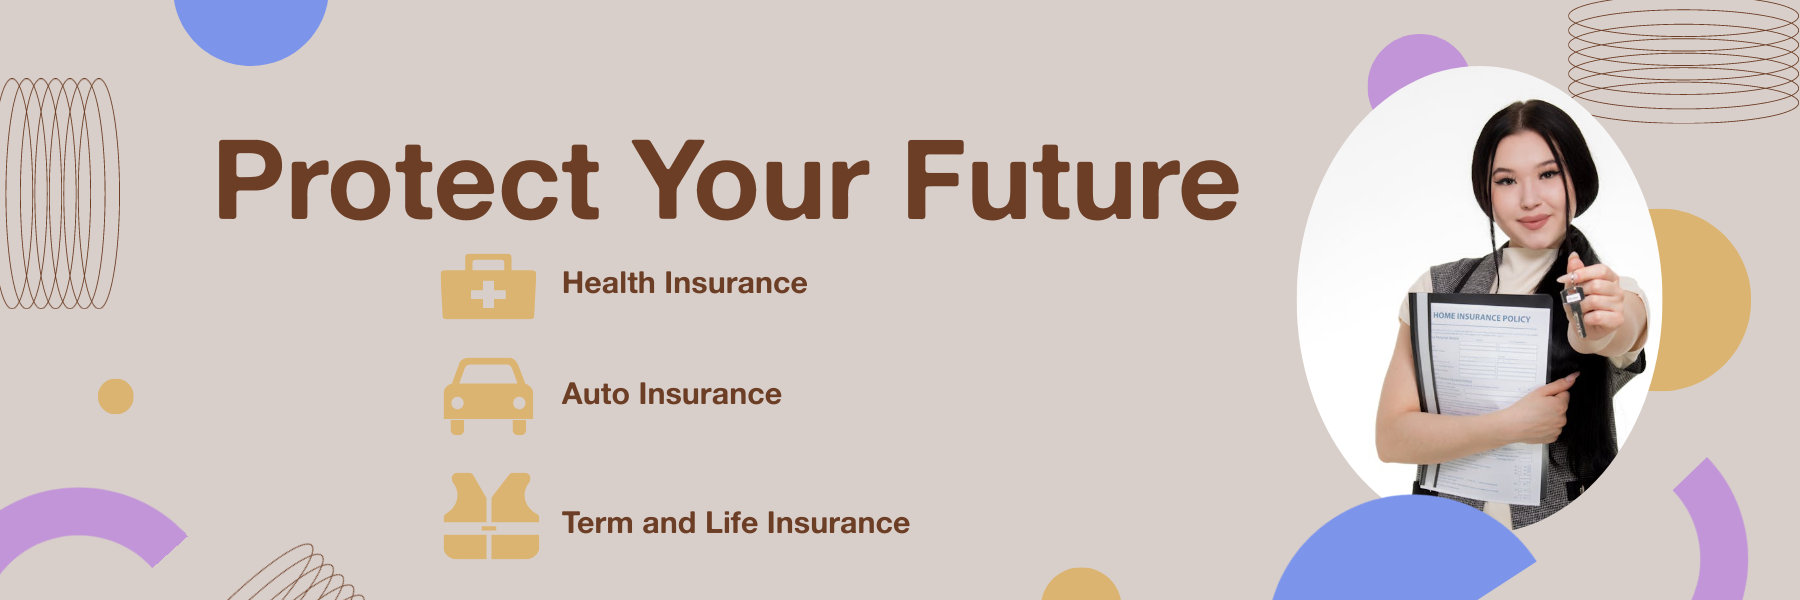 Protect Your Future
Health Insurance
Auto Insurance
Term and Life Insurance
HOME INSURANCE POLICY